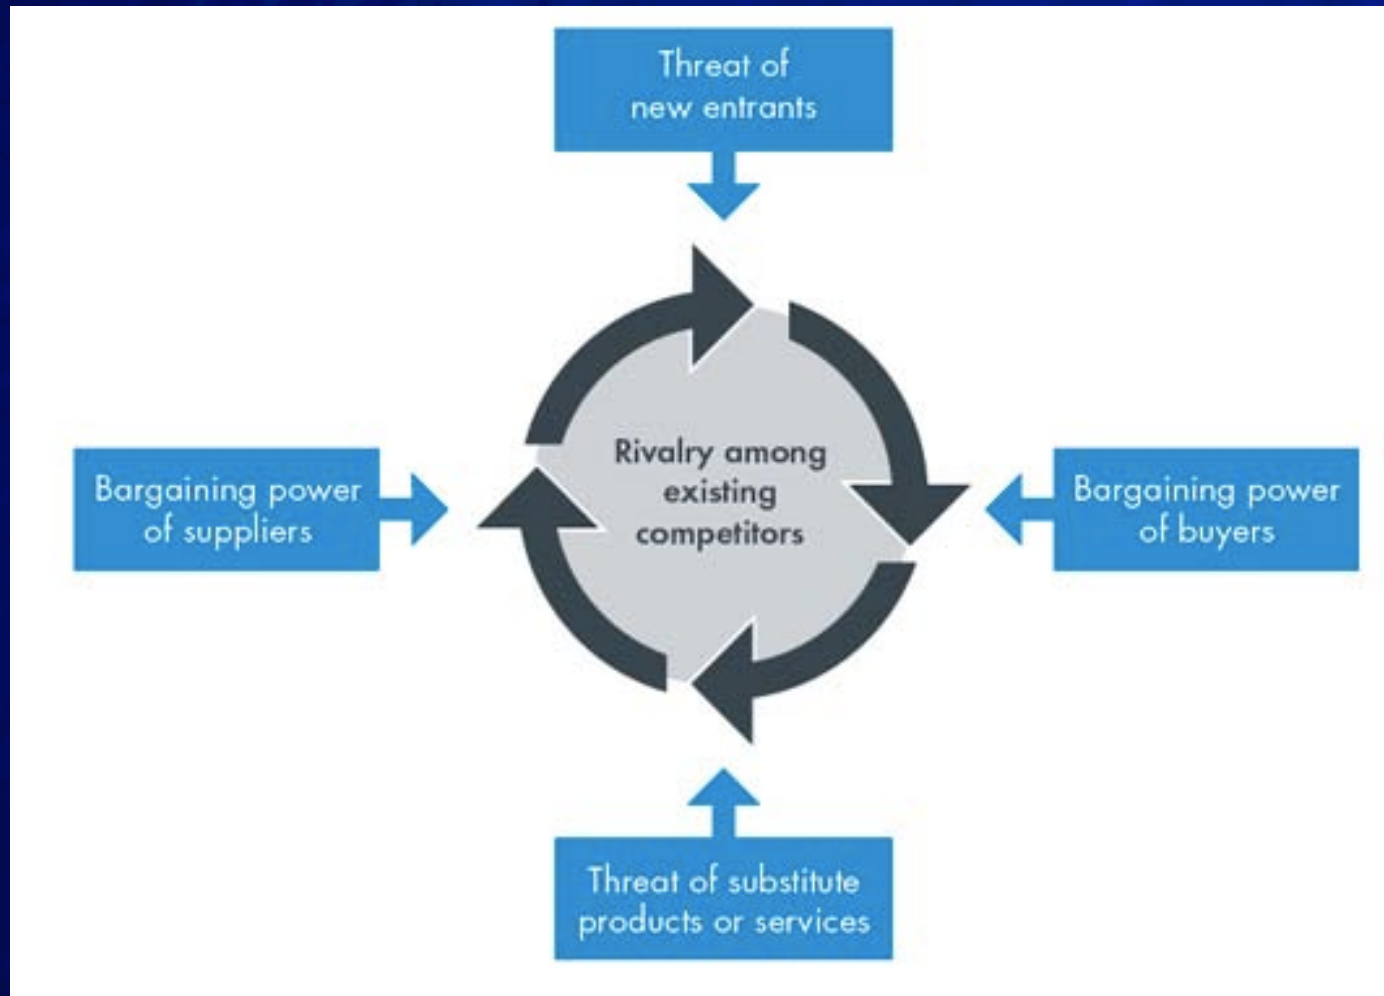 Threat of
new entrants
Rivalry among
existing
competitors
Bargaining power
of suppliers
Bargaining power
of buyers
Threat of substitute
products or services